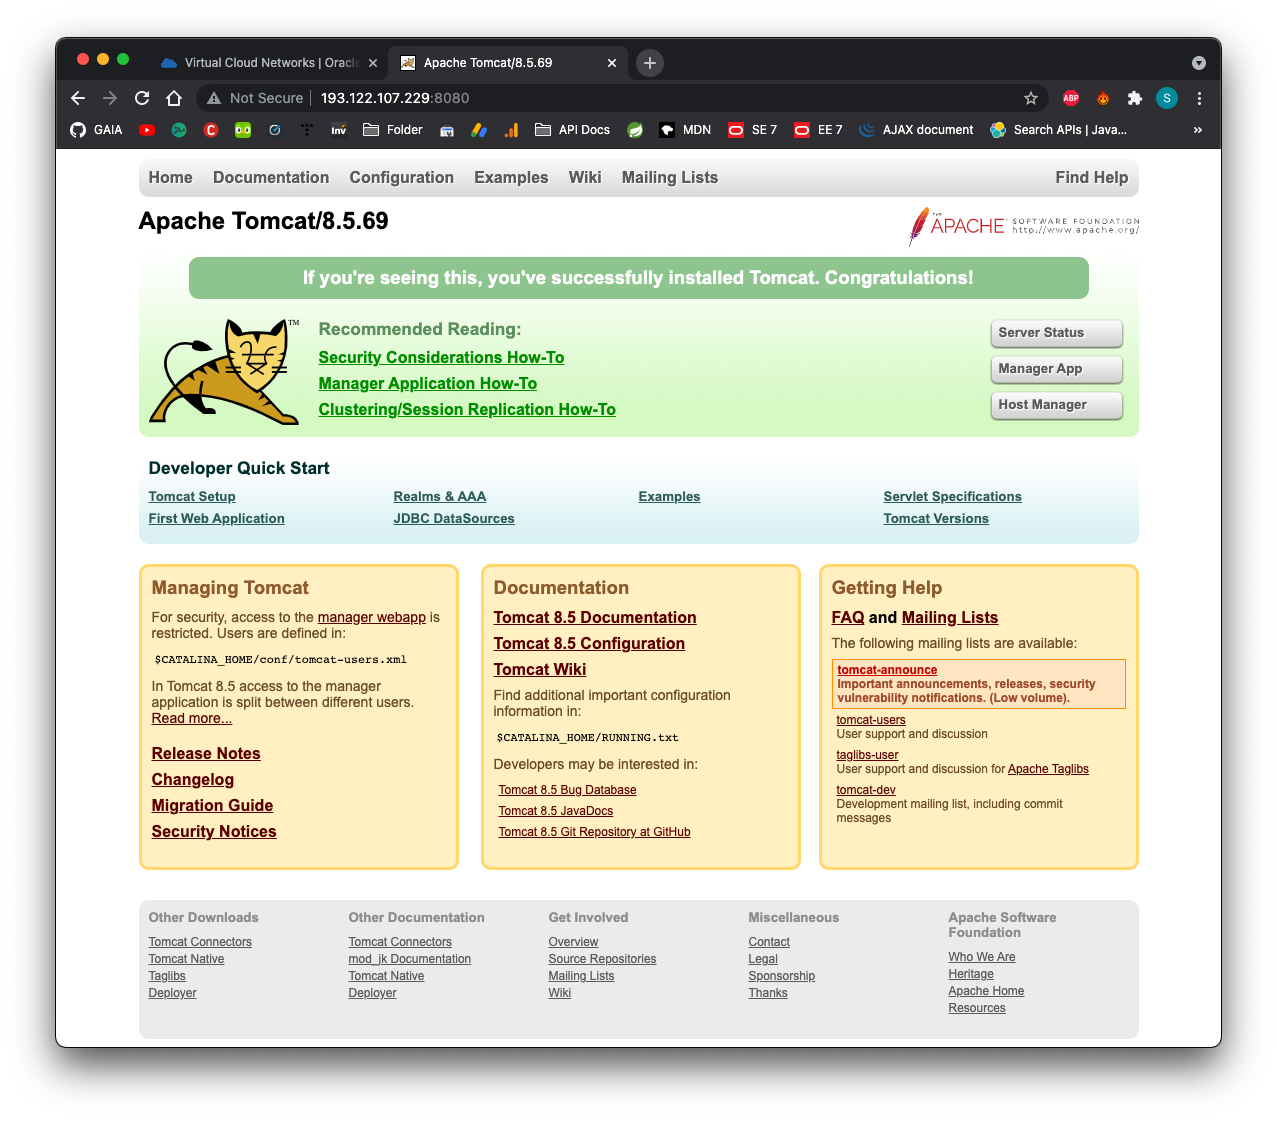 Virtual Cloud Networks | Oracle
Apache Tomcat/8.5.69
Not Secure | 193.122.107.229:8080
ABP
S
GAIA
C
inv
Folder
API Docs
MDN
SE 7
EE 7
AJAX document
Search APIs | Java...
»
Home Documentation Configuration Examples Wiki Mailing Lists Find Help
Apache Tomcat/8.5.69
THE
APACHE SOFTWARE FOUNDATION
http://www.apache.org/
If you're seeing this, you've successfully installed Tomcat. Congratulations!
TM
Recommended Reading:
Security Considerations How-To
Manager Application How-To
Clustering/Session Replication How-To
Server Status
Manager App
Host Manager
Developer Quick Start
Tomcat Setup
First Web Application
Realms & AAA
JDBC DataSources
Examples
Servlet Specifications
Tomcat Versions
Managing Tomcat
For security, access to the manager webapp is
restricted. Users are defined in:
$CATALINA_HOME/conf/tomcat-users.xml
In Tomcat 8.5 access to the manager
application is split between different users.
Read more...
Release Notes
Changelog
Migration Guide
Security Notices
Documentation
Tomcat 8.5 Documentation
Tomcat 8.5 Configuration
Tomcat Wiki
Find additional important configuration
information in:
$CATALINA_HOME/RUNNING.txt
Developers may be interested in:
Tomcat 8.5 Bug Database
Tomcat 8.5 JavaDocs
Tomcat 8.5 Git Repository at GitHub
Getting Help
FAQ and Mailing Lists
The following mailing lists are available:
tomcat-announce
Important announcements, releases, security
vulnerability notifications. (Low volume).
tomcat-users
User support and discussion
taglibs-user
User support and discussion for Apache Taglibs
tomcat-dev
Development mailing list, including commit
messages
Other Downloads
Tomcat Connectors
Tomcat Native
Taglibs
Deployer
Other Documentation
Tomcat Connectors
mod_jk Documentation
Tomcat Native
Deployer
Get Involved
Overview
Source Repositories
Mailing Lists
Wiki
Miscellaneous
Contact
Legal
Sponsorship
Thanks
Apache Software
Foundation
Who We Are
Heritage
Apache Home
Resources